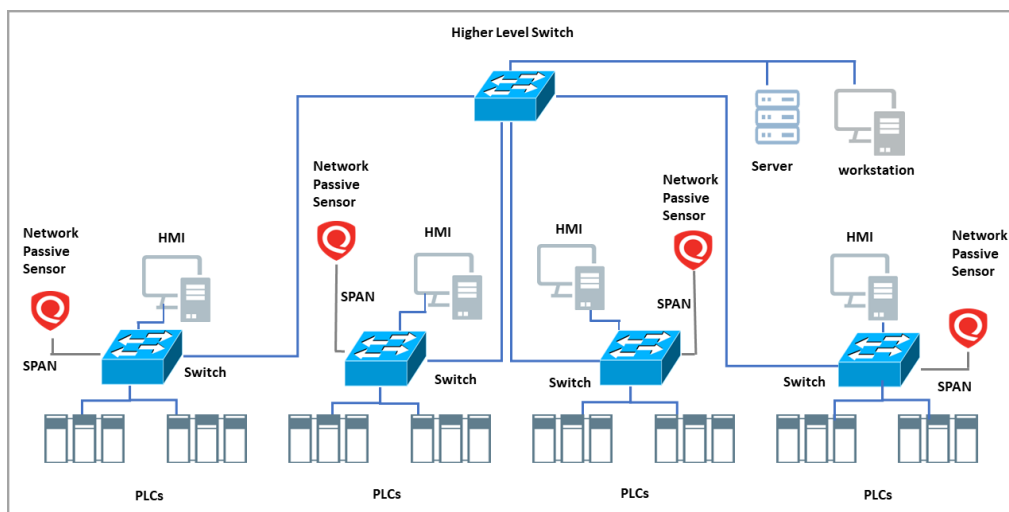 Higher Level Switch
Server
workstation
Network
Passive
Sensor
HMI
SPAN
Switch
PLCs
Network
Passive
Sensor
HMI
SPAN
Switch
PLCs
Network
Passive
Sensor
HMI
SPAN
Switch
PLCs
Network
Passive
Sensor
HMI
SPAN
Switch
PLCs